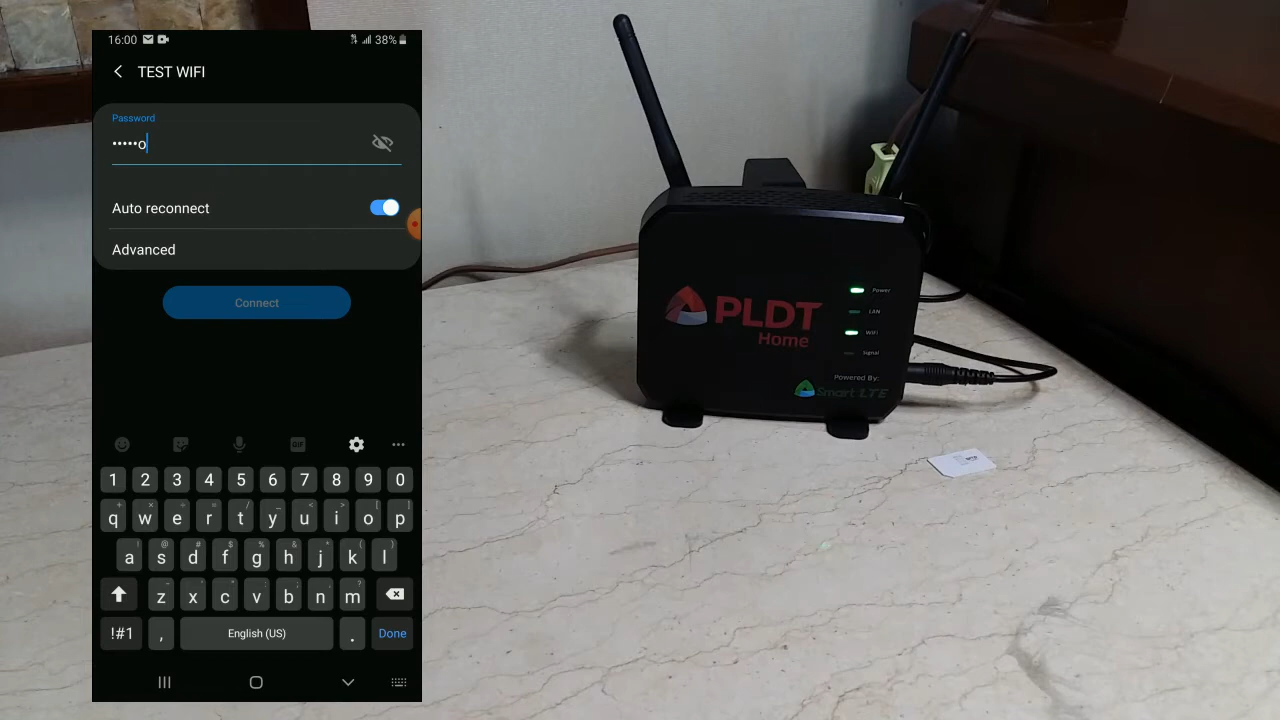 16:00 38%
TEST WIFI
Password
•••••o
Auto reconnect
Advanced
Connect
GIF
1 2 3 4 5 6 7 8 9 0
q w e r t y u i o p
a s d f g h j k l
z x c v b n m
!#1 , English (US) . Done
PLDT
Home
Power
LAN
WiFi
Signal
Powered By:
Smart LTE